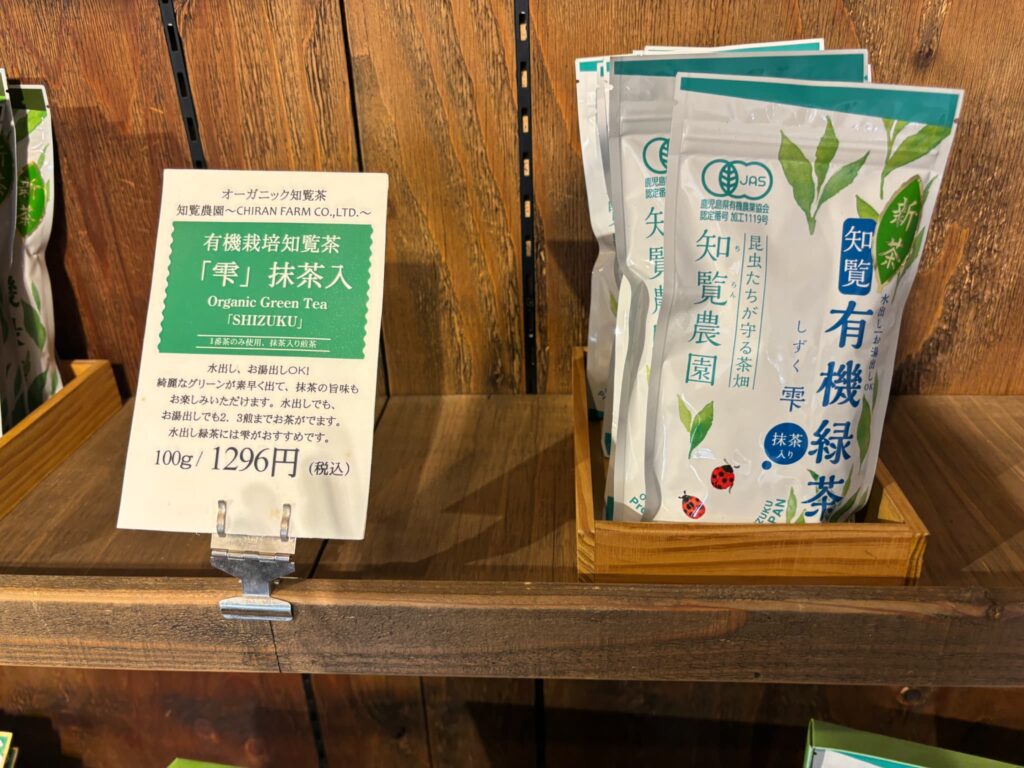 オーガニック知覧茶
知覧農園～CHIRAN FARM CO.,LTD.～
有機栽培知覧茶
「雫」抹茶入
Organic Green Tea
「SHIZUKU」
1番茶のみ使用、抹茶入り煎茶
水出し、お湯出しOK!
綺麗なグリーンが素早く出て、抹茶の旨味も
お楽しみいただけます。水出しでも、
お湯出しでも2．3煎までお茶がでます。
水出し緑茶には雫がおすすめです。
100g/ 1296円 (税込)
JAS
鹿児島県有機農業協会
認定番号 加工1119号
新茶
知覧
有機緑茶
水出し お湯出しOK
しずく
雫
抹茶
入り
昆虫たちが守る茶畑
知覧農園
ちらん
新茶